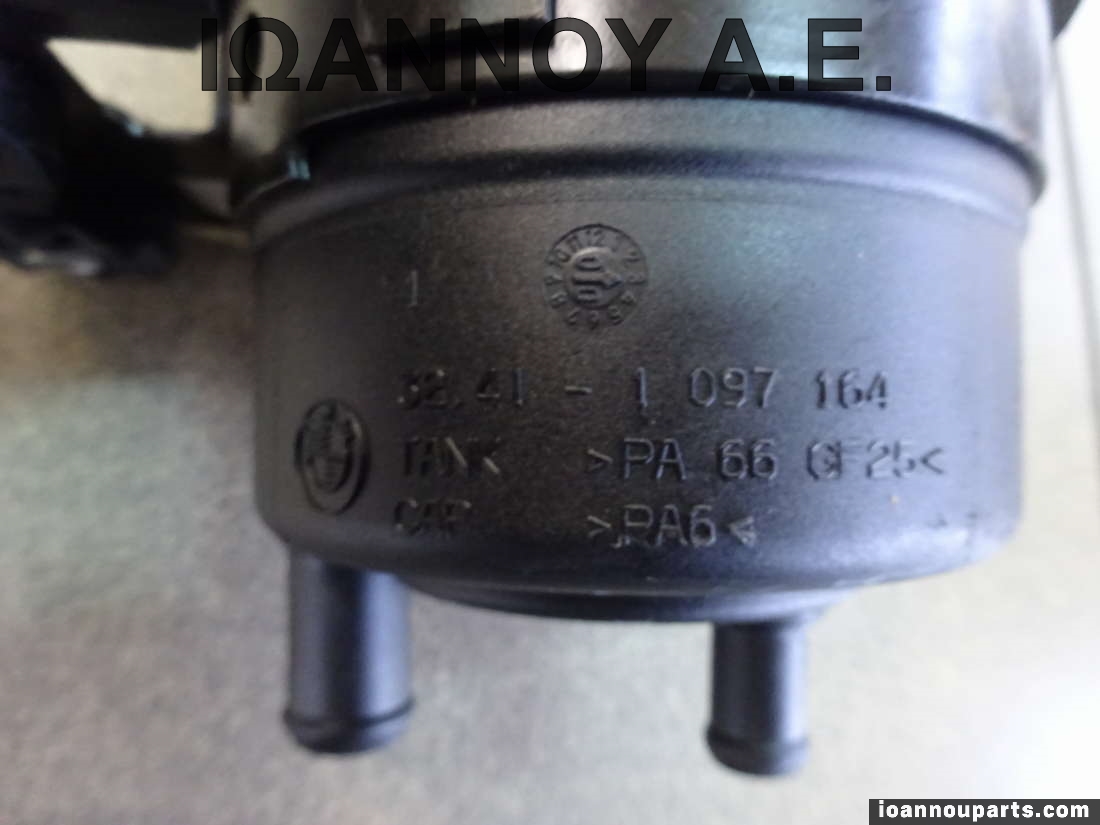 ΙΩΑΝΝΟΥ Α.Ε.
1
32.41 - 1 097 164
TANK >PA 66 GF25<
CAP >PA6<
ioannouparts.com